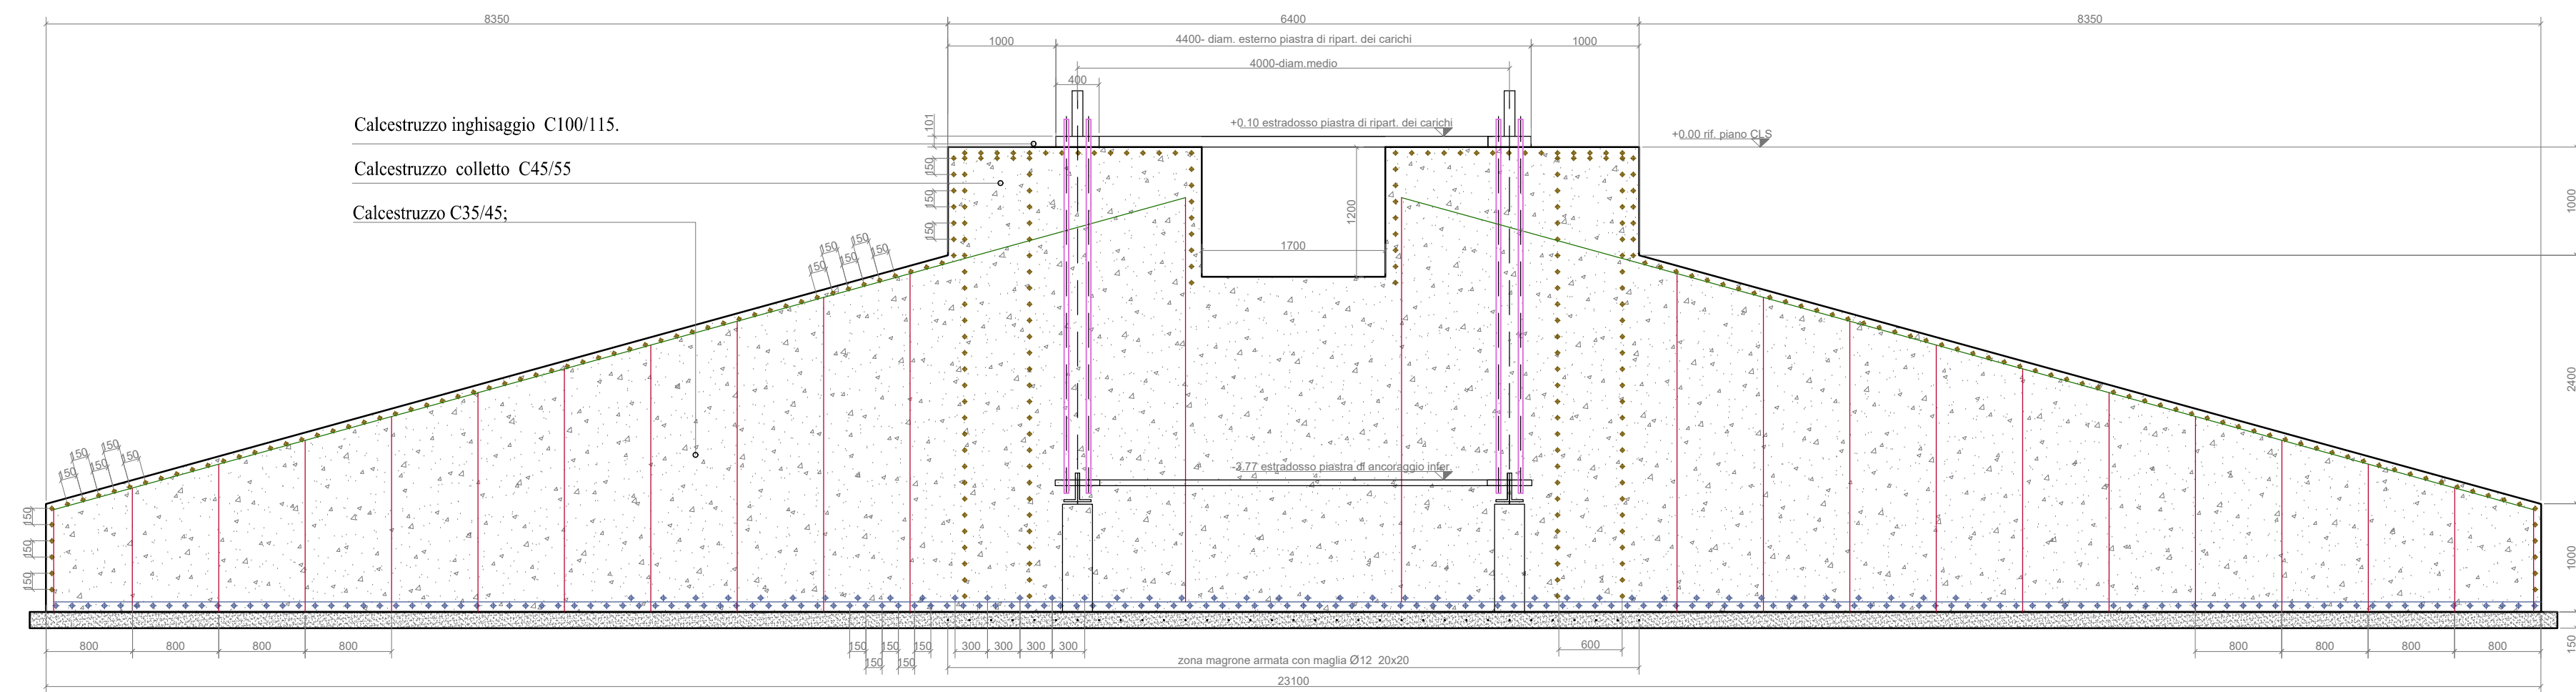 8350 6400 8350
1000 4400- diam. esterno piastra di ripart. dei carichi 1000
4000-diam.medio
400
Calcestruzzo inghisaggio C100/115.
101
+0.10 estradosso piastra di ripart. dei carichi
+0.00 rif. piano CLS
Calcestruzzo colletto C45/55
150
150
150
Calcestruzzo C35/45;
1200
1700
1000
150 150
150 150 150
2400
150 150
150 150 150
-3.77 estradosso piastra di ancoraggio infer.
150
150
150
1000
800 800 800 800
150 150 150
150 150
300 300 300 300
600
800 800 800 800
150
zona magrone armata con maglia Ø12 20x20
23100